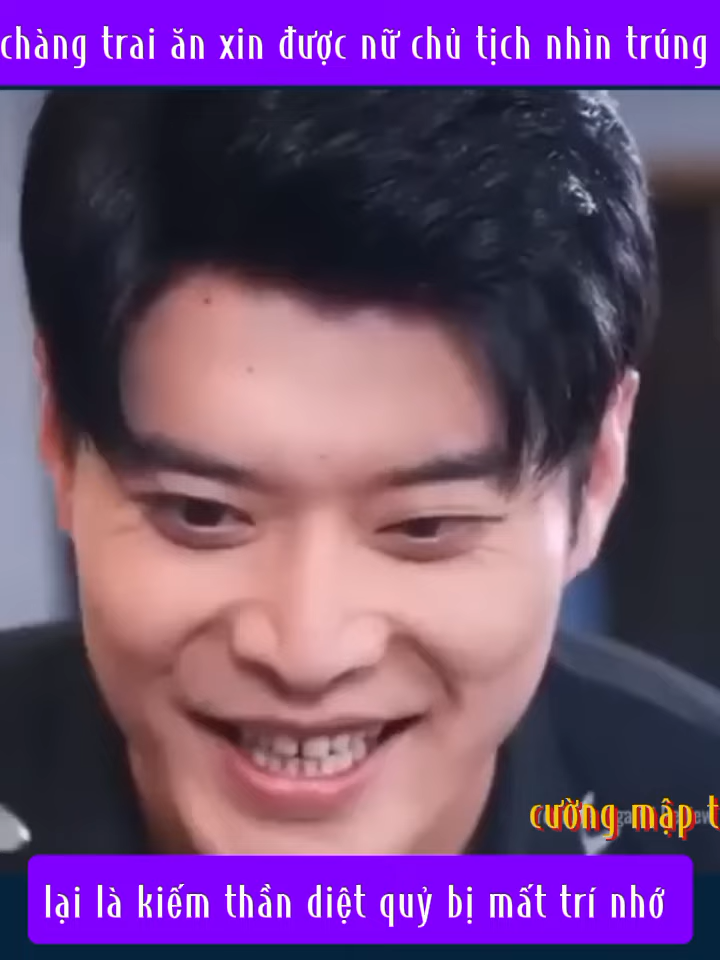 chàng trai ăn xin được nữ chủ tịch nhìn trúng
cường mập
lại là kiếm thần diệt quỷ bị mất trí nhớ